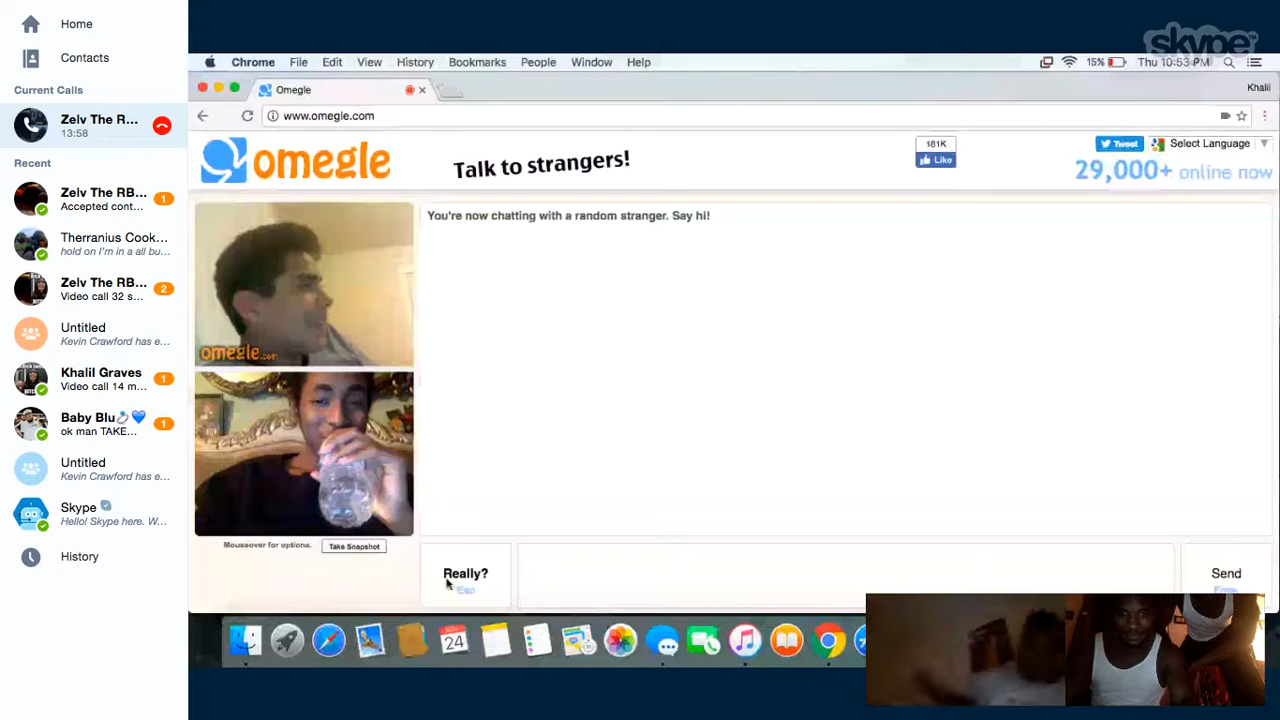 Home
Contacts
Current Calls
Zelv The R...
13:58
Recent
Zelv The RB...
Accepted cont...
1
Therranius Cook...
hold on I'm in a all bu...
Zelv The RB...
Video call 32 s...
2
Untitled
Kevin Crawford has e...
Khalil Graves
Video call 14 m...
1
Baby Blu💍💙
ok man TAKE...
1
Untitled
Kevin Crawford has e...
Skype
Hello! Skype here. W...
History
skype™
Chrome File Edit View History Bookmarks People Window Help
15% Thu 10:53 PM
Omegle
Khalil
www.omegle.com
omegle
Talk to strangers!
181K
Like
Tweet
Select Language
29,000+ online now
You're now chatting with a random stranger. Say hi!
omegle.com
Mouseover for options.
Take Snapshot
Really?
Esc
Send
NOV
24